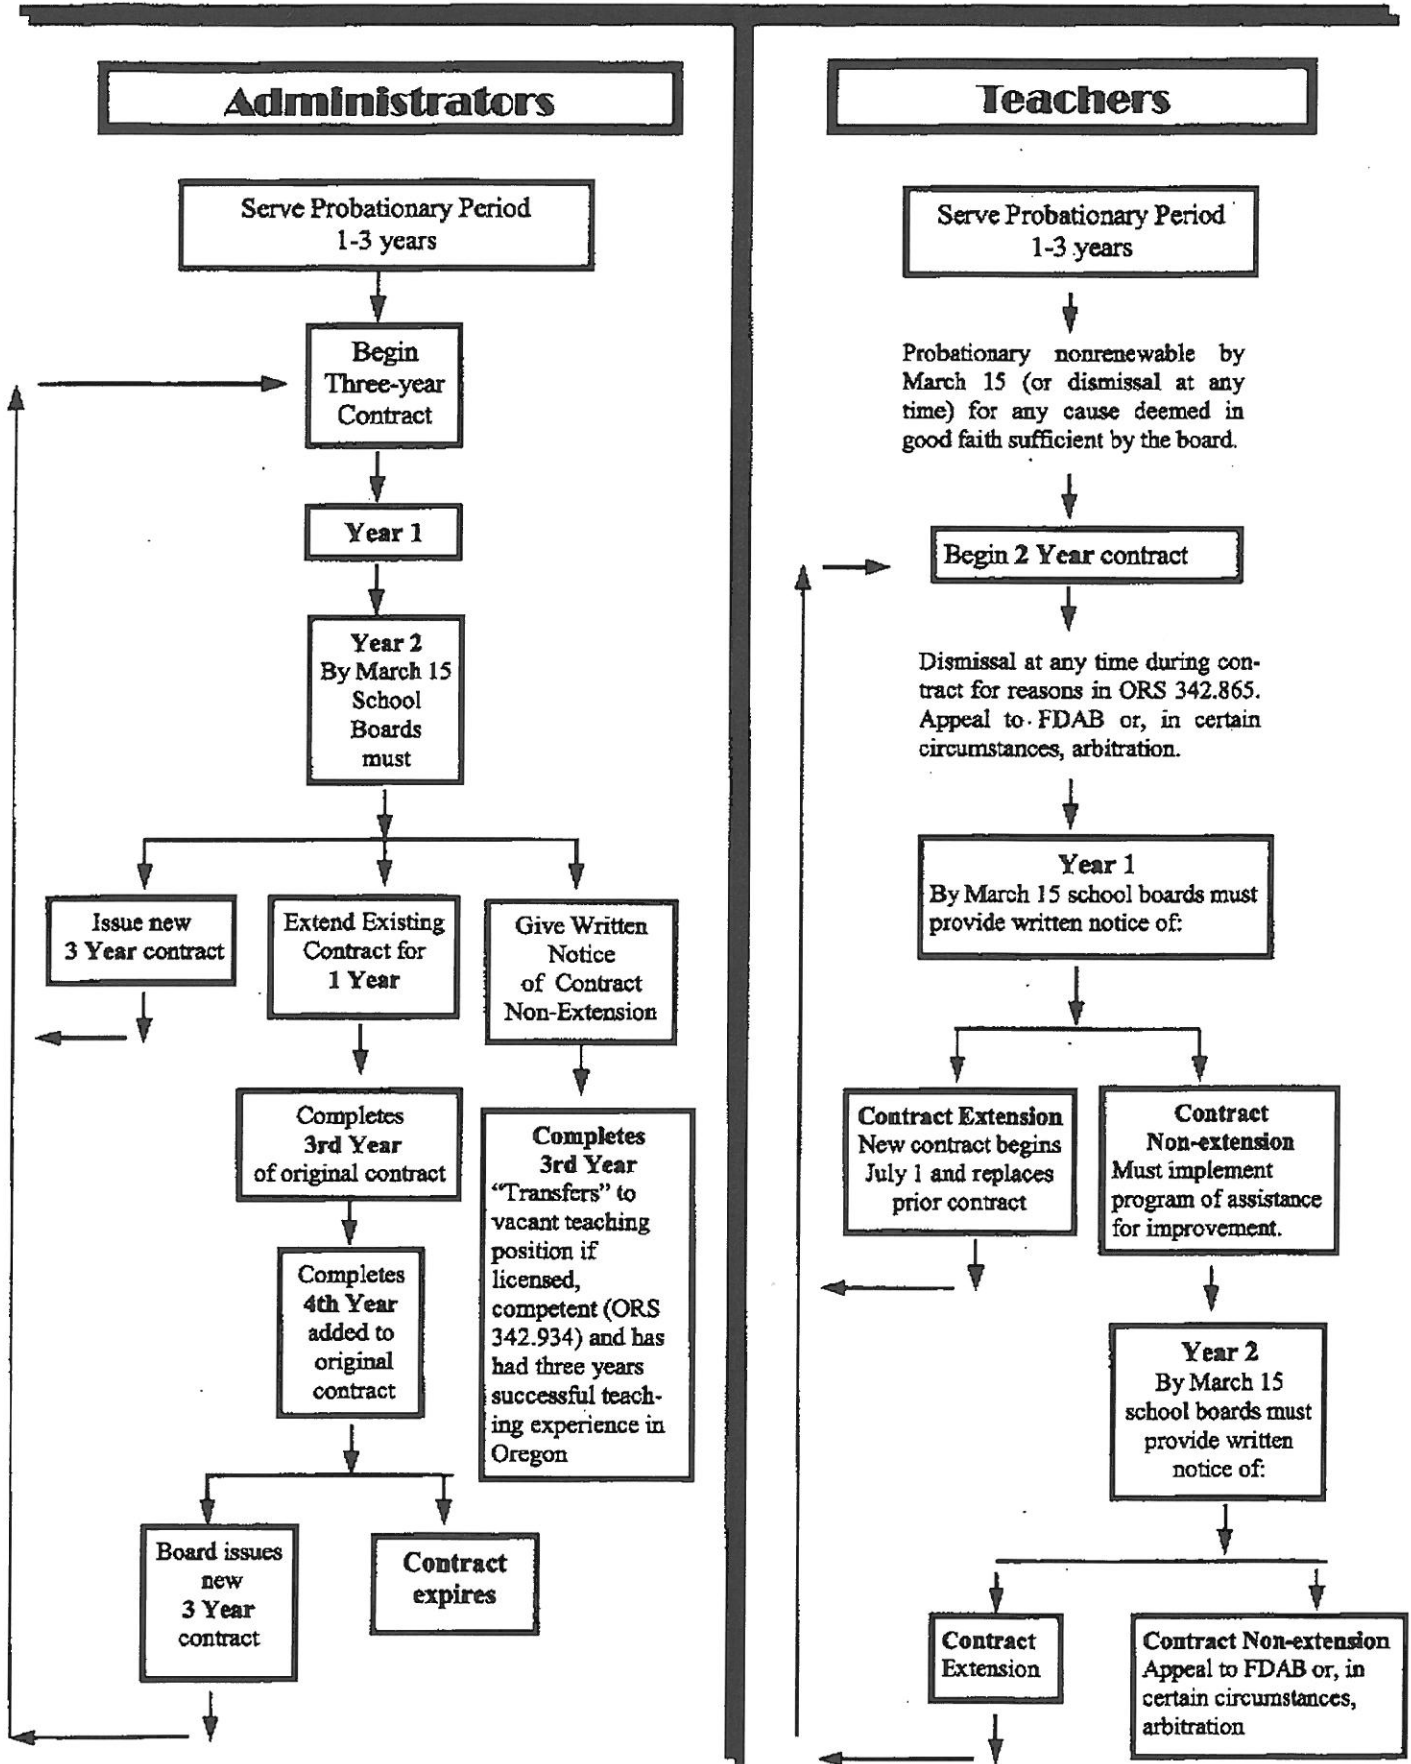 Administrators
Serve Probationary Period
1-3 years
Begin
Three-year
Contract
Year 1
Year 2
By March 15
School
Boards
must
Issue new
3 Year contract
Extend Existing
Contract for
1 Year
Give Written
Notice
of Contract
Non-Extension
Completes
3rd Year
of original contract
Completes
3rd Year
“Transfers” to
vacant teaching
position if
licensed,
competent (ORS
342.934) and has
had three years
successful teach-
ing experience in
Oregon
Completes
4th Year
added to
original
contract
Board issues
new
3 Year
contract
Contract
expires
Teachers
Serve Probationary Period
1-3 years
Probationary nonrenewable by
March 15 (or dismissal at any
time) for any cause deemed in
good faith sufficient by the board.
Begin 2 Year contract
Dismissal at any time during con-
tract for reasons in ORS 342.865.
Appeal to FDAB or, in certain
circumstances, arbitration.
Year 1
By March 15 school boards must
provide written notice of:
Contract Extension
New contract begins
July 1 and replaces
prior contract
Contract
Non-extension
Must implement
program of assistance
for improvement.
Year 2
By March 15
school boards must
provide written
notice of:
Contract
Extension
Contract Non-extension
Appeal to FDAB or, in
certain circumstances,
arbitration